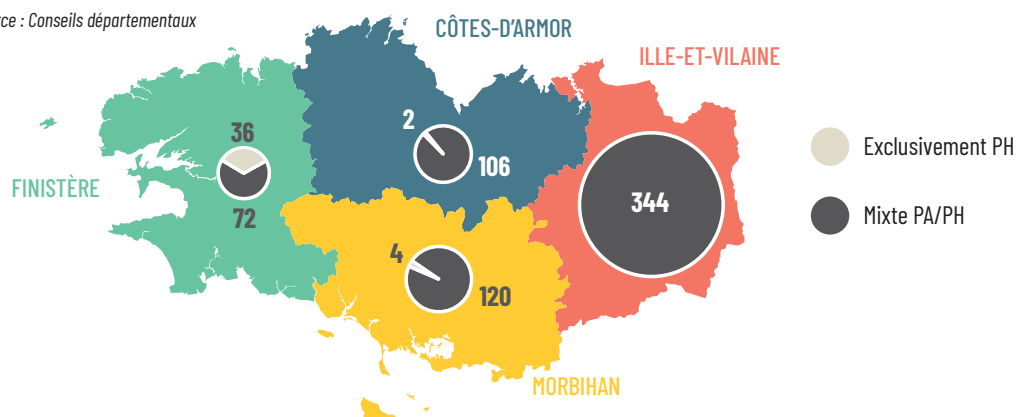 rce : Conseils départementaux
CÔTES-D'ARMOR
ILLE-ET-VILAINE
2
36
106
Exclusivement PH
FINISTÈRE
344
72
Mixte PA/PH
4
120
MORBIHAN